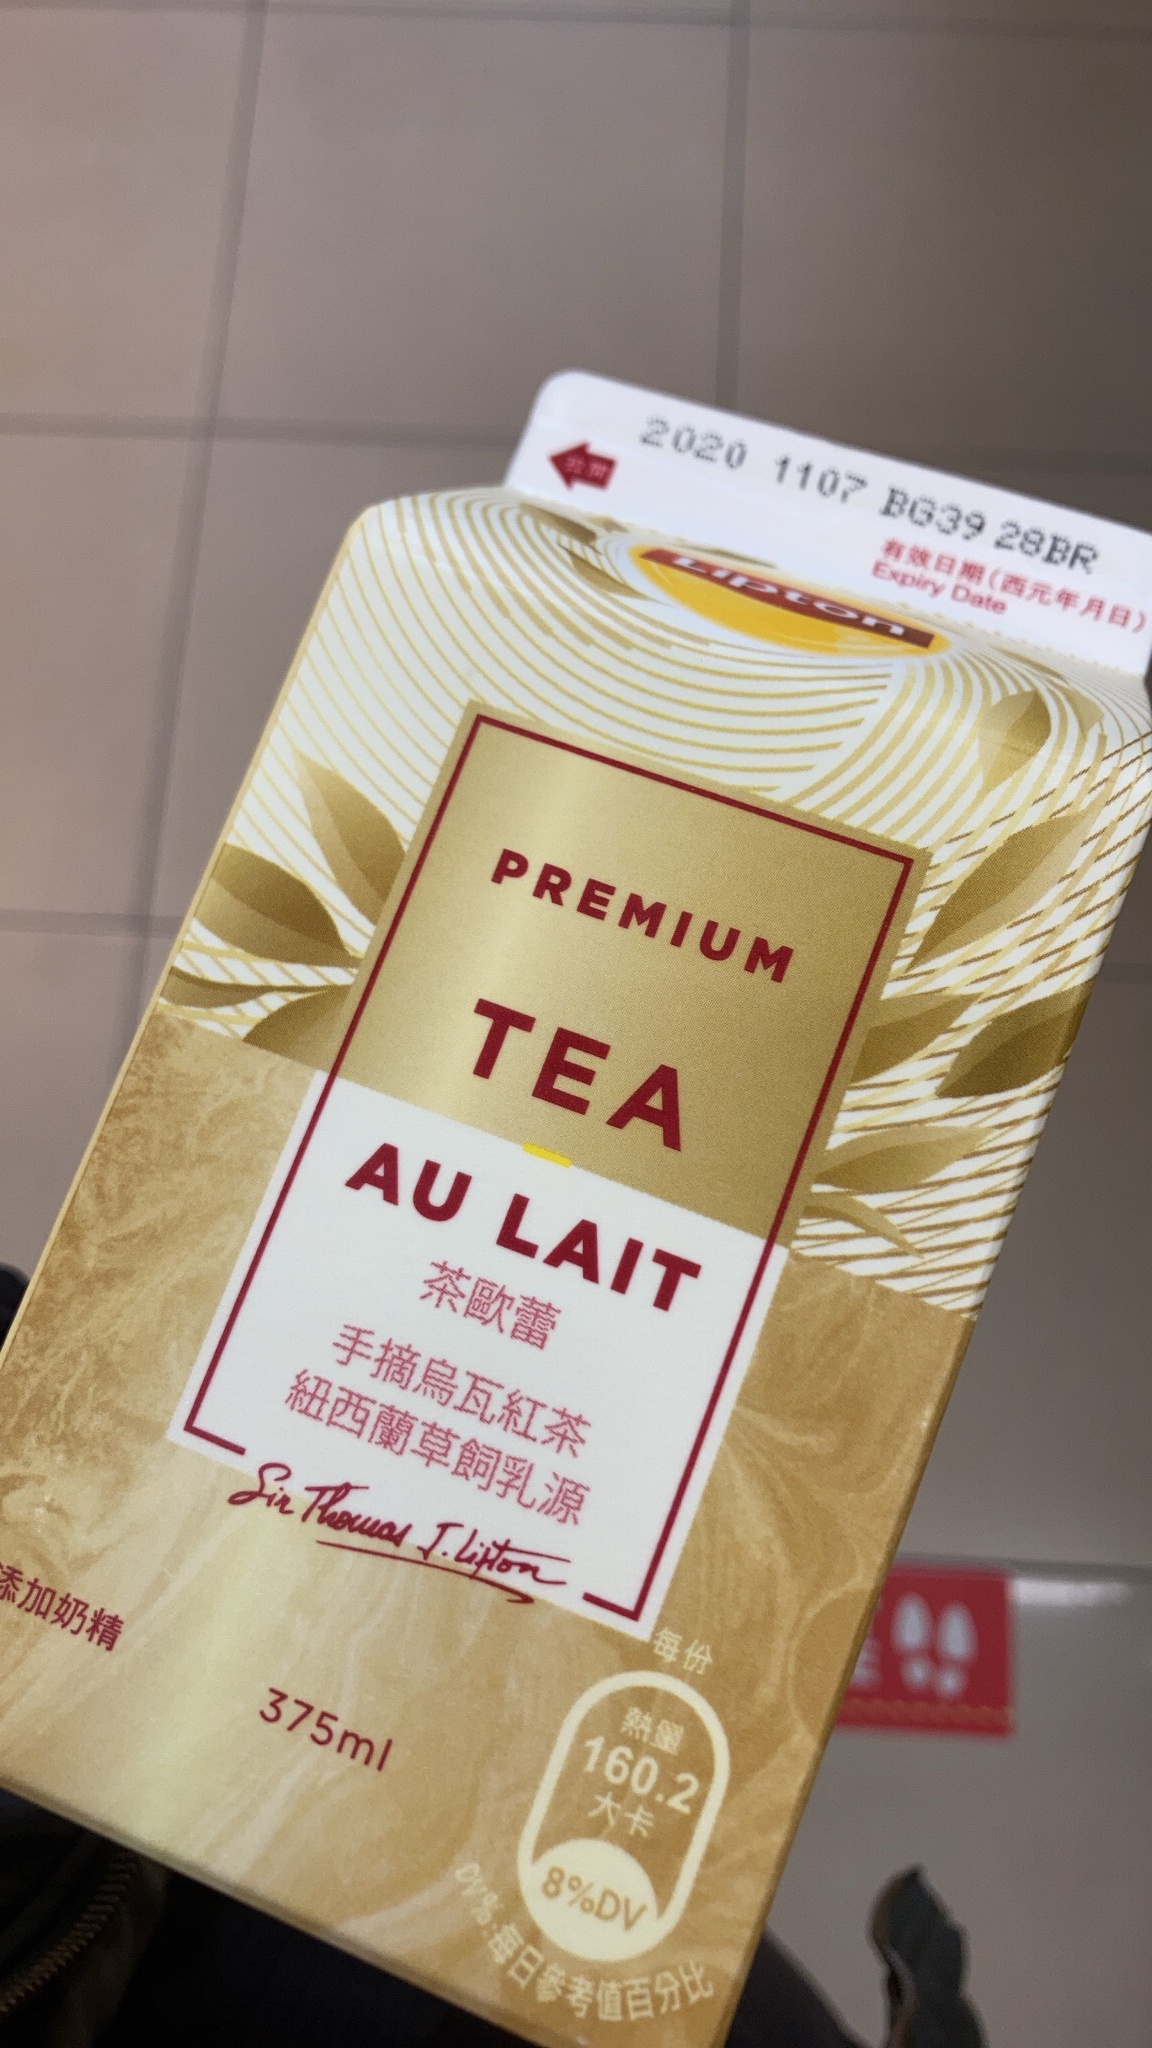 2020 1107 BG39 28BR
有效日期(西元年月日)
Expiry Date
Lipton
PREMIUM
TEA
AU LAIT
茶歐蕾
手摘烏瓦紅茶
紐西蘭草飼乳源
Sir Thomas J. Lipton
添加奶精
375ml
每份
熱量
160.2
大卡
8%DV
DV%:每日參考值百分比